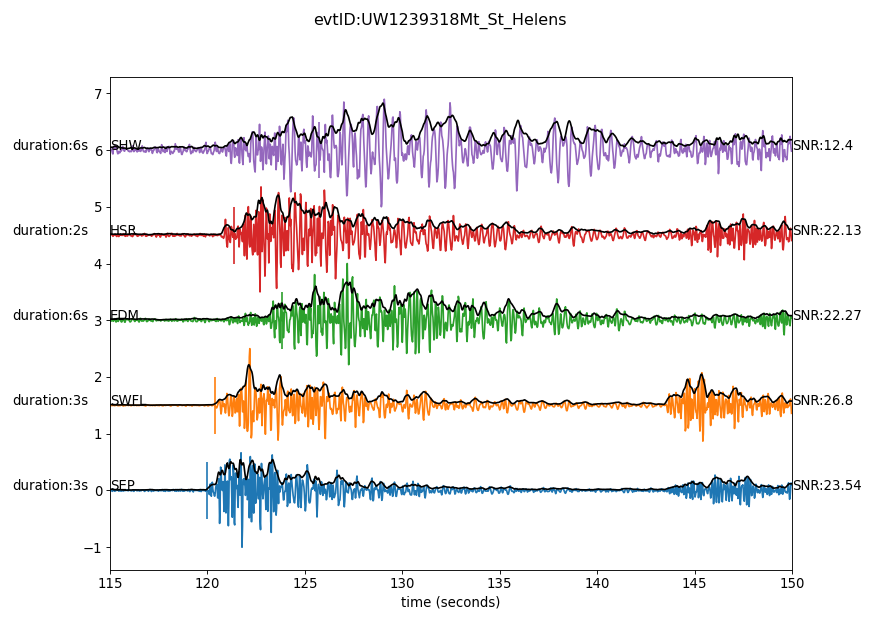 evtID:UW1239318Mt_St_Helens
7
duration:6s SHW SNR:12.4
6
5
duration:2s HSR SNR:22.13
4
duration:6s EDM SNR:22.27
3
2
duration:3s SWFL SNR:26.8
1
duration:3s SEP SNR:23.54
0
−1
115 120 125 130 135 140 145 150
time (seconds)